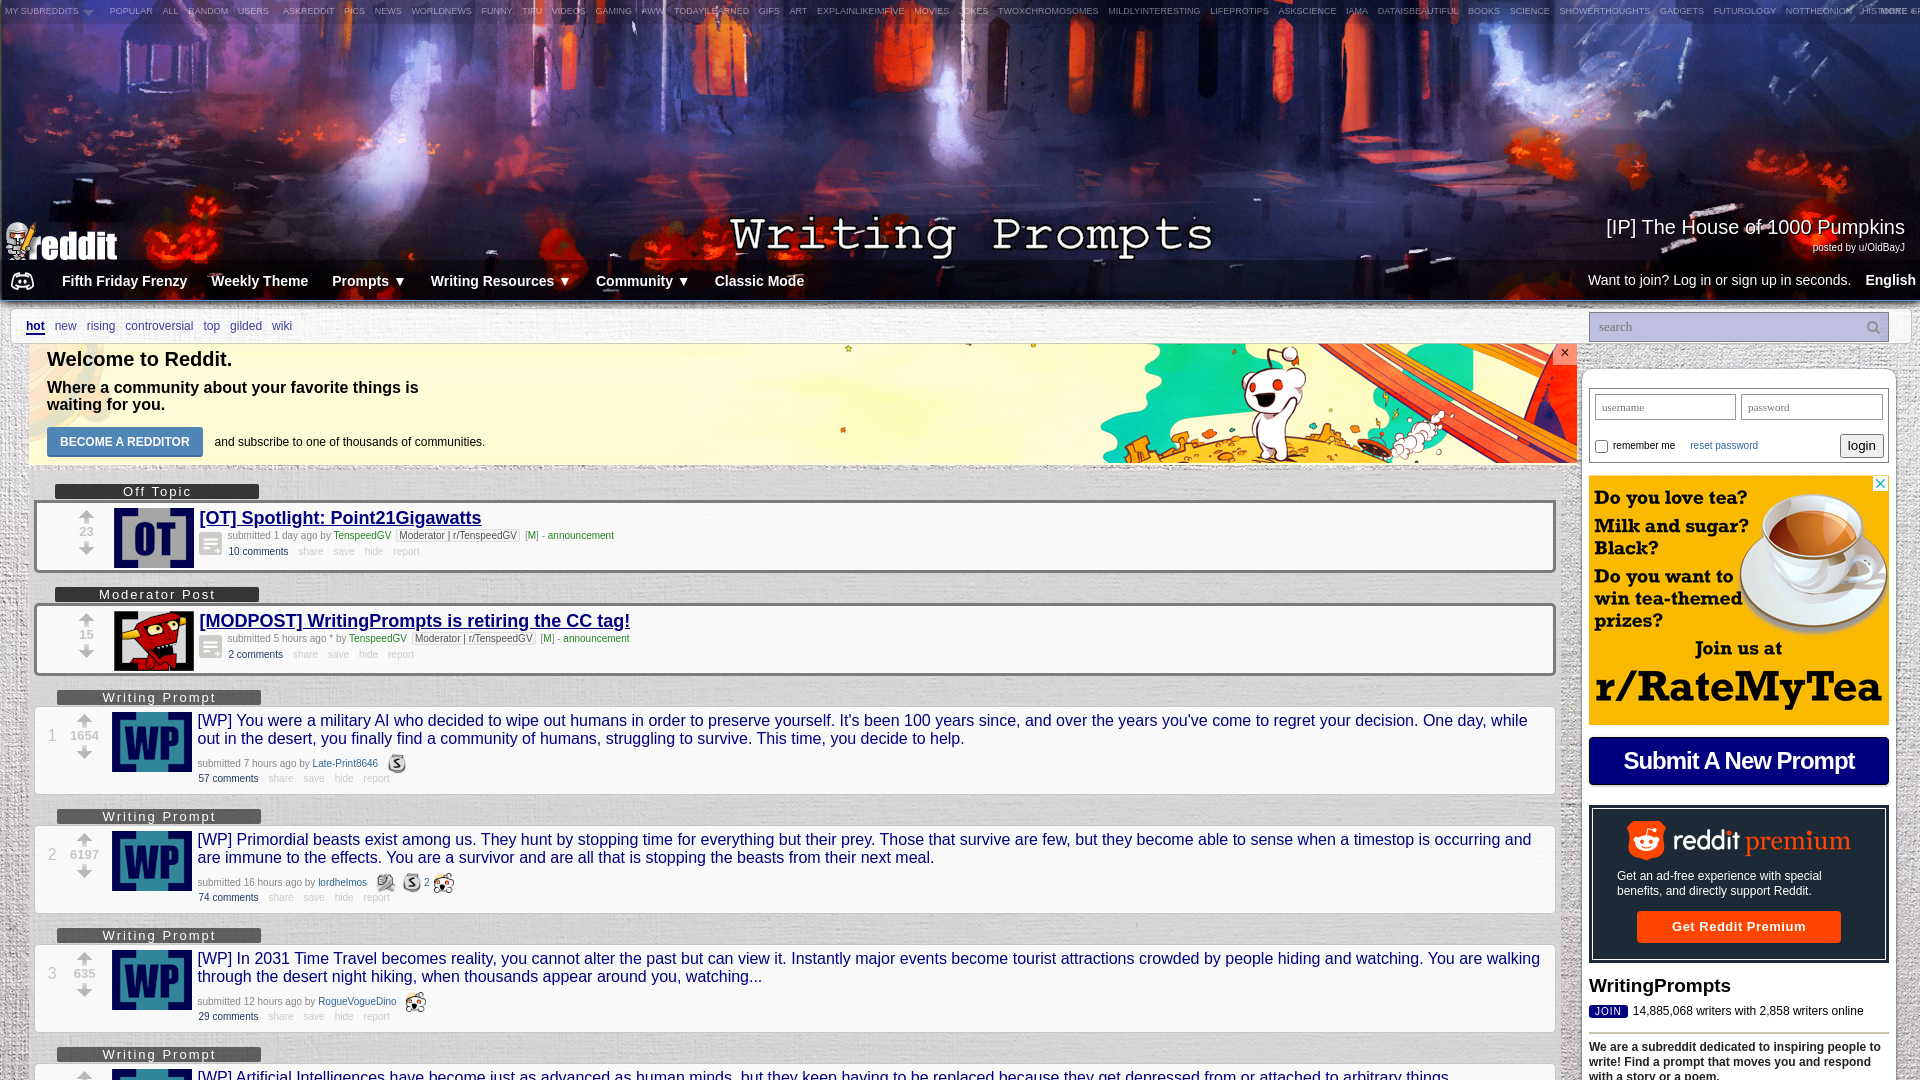 MY SUBREDDITS POPULAR ALL RANDOM USERS ASKREDDIT PICS NEWS WORLDNEWS FUNNY TIFU VIDEOS GAMING AWW TODAYILEARNED GIFS ART EXPLAINLIKEIMFIVE MOVIES JOKES TWOXCHROMOSOMES MILDLYINTERESTING LIFEPROTIPS ASKSCIENCE IAMA DATAISBEAUTIFUL BOOKS SCIENCE SHOWERTHOUGHTS GADGETS FUTUROLOGY NOTTHEONION MORE
Writing Prompts
[IP] The House of 1000 Pumpkins
posted by u/OldBayJ
reddit
Fifth Friday Frenzy Weekly Theme Prompts ▼ Writing Resources ▼ Community ▼ Classic Mode
Want to join? Log in or sign up in seconds. English
hot new rising controversial top gilded wiki
search
Welcome to Reddit.
Where a community about your favorite things is
waiting for you.
BECOME A REDDITOR and subscribe to one of thousands of communities.
×
username password
remember me reset password login
Off Topic
23
OT
[OT] Spotlight: Point21Gigawatts
submitted 1 day ago by TenspeedGV Moderator | r/TenspeedGV [M] - announcement
10 comments share save hide report
Moderator Post
15
[MODPOST] WritingPrompts is retiring the CC tag!
submitted 5 hours ago * by TenspeedGV Moderator | r/TenspeedGV [M] - announcement
2 comments share save hide report
Writing Prompt
1 1654
WP
[WP] You were a military AI who decided to wipe out humans in order to preserve yourself. It's been 100 years since, and over the years you've come to regret your decision. One day, while
out in the desert, you finally find a community of humans, struggling to survive. This time, you decide to help.
submitted 7 hours ago by Late-Print8646 S
57 comments share save hide report
Writing Prompt
2 6197
WP
[WP] Primordial beasts exist among us. They hunt by stopping time for everything but their prey. Those that survive are few, but they become able to sense when a timestop is occurring and
are immune to the effects. You are a survivor and are all that is stopping the beasts from their next meal.
submitted 16 hours ago by lordhelmos S 2
74 comments share save hide report
Writing Prompt
3 635
WP
[WP] In 2031 Time Travel becomes reality, you cannot alter the past but can view it. Instantly major events become tourist attractions crowded by people hiding and watching. You are walking
through the desert night hiking, when thousands appear around you, watching...
submitted 12 hours ago by RogueVogueDino
29 comments share save hide report
Writing Prompt
[WP] Artificial Intelligences have become just as advanced as human minds, but they keep having to be replaced because they get depressed from or attached to arbitrary things.
Do you love tea?
Milk and sugar?
Black?
Do you want to
win tea-themed
prizes?
Join us at
r/RateMyTea
Submit A New Prompt
reddit premium
Get an ad-free experience with special
benefits, and directly support Reddit.
Get Reddit Premium
WritingPrompts
JOIN 14,885,068 writers with 2,858 writers online
We are a subreddit dedicated to inspiring people to
write! Find a prompt that moves you and respond
with a story or a poem.